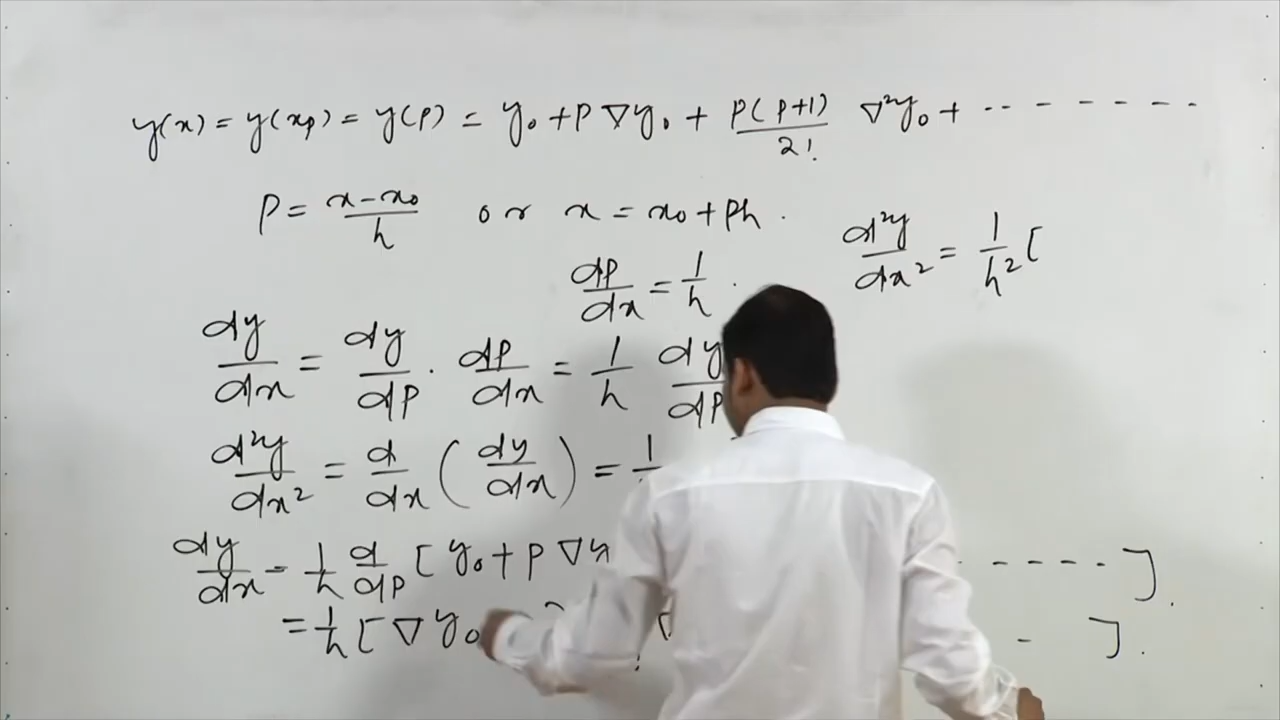 y(x) = y(xₚ) = y(p) = y₀ + p ∇y₀ + p(p+1)/2! ∇²y₀ + -------
p = (x-x₀)/h or x = x₀ + ph .
dp/dx = 1/h .
d²y/dx² = 1/h² [
dy/dx = dy/dp . dp/dx = 1/h dy/dp
d²y/dx² = d/dx (dy/dx) = 1/
dy/dx = 1/h d/dp [ y₀ + p ∇y ----- ] .
= 1/h [ ∇y₀ - ] .